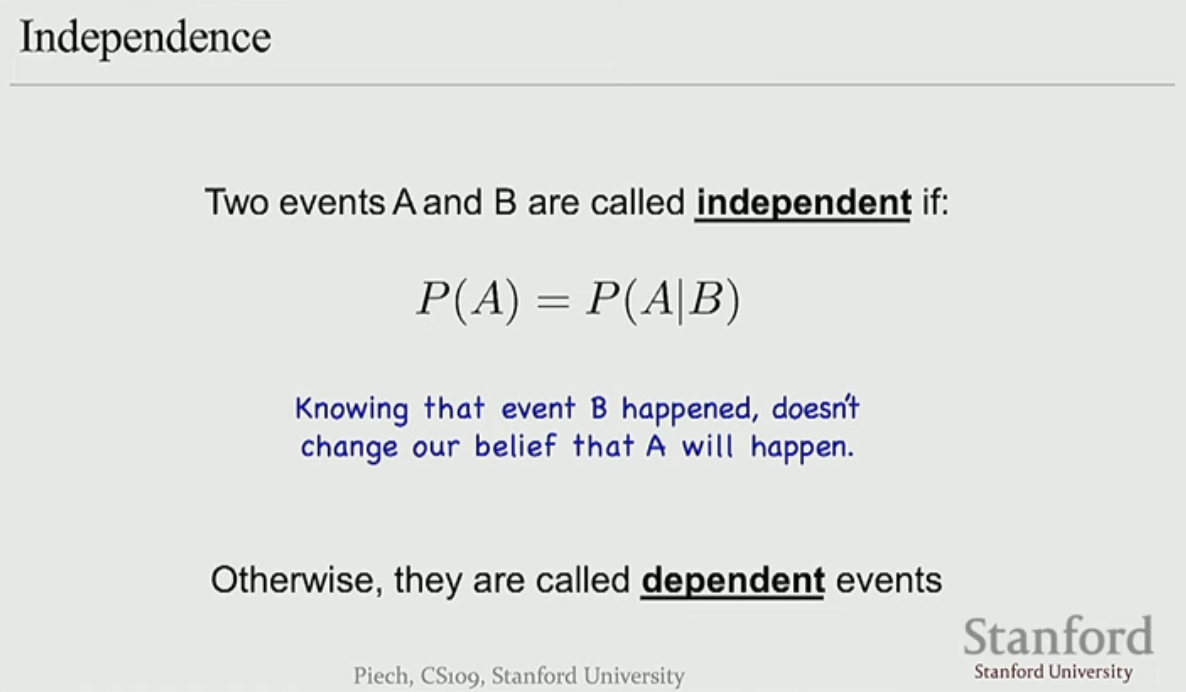 Independence
Two events A and B are called independent if:
P(A) = P(A|B)
Knowing that event B happened, doesn't
change our belief that A will happen.
Otherwise, they are called dependent events
Stanford
Stanford University
Piech, CS109, Stanford University